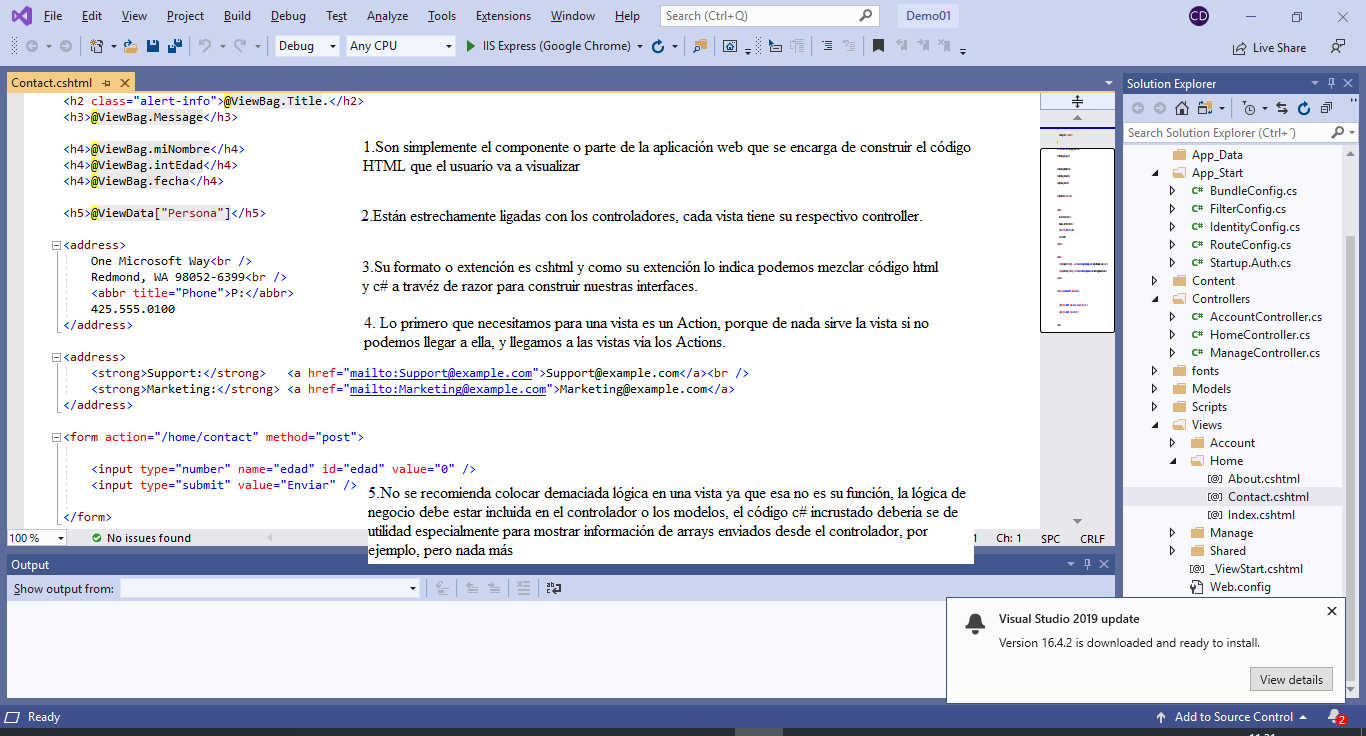 File Edit View Project Build Debug Test Analyze Tools Extensions Window Help Search (Ctrl+Q) Demo01 CD
Debug Any CPU IIS Express (Google Chrome) Live Share
Contact.cshtml
<h2 class="alert-info">@ViewBag.Title.</h2>
<h3>@ViewBag.Message</h3>
<h4>@ViewBag.miNombre</h4>
<h4>@ViewBag.intEdad</h4>
<h4>@ViewBag.fecha</h4>
<h5>@ViewData["Persona"]</h5>
<address>
One Microsoft Way<br />
Redmond, WA 98052-6399<br />
<abbr title="Phone">P:</abbr>
425.555.0100
</address>
<address>
<strong>Support:</strong> <a href="mailto:Support@example.com">Support@example.com</a><br />
<strong>Marketing:</strong> <a href="mailto:Marketing@example.com">Marketing@example.com</a>
</address>
<form action="/home/contact" method="post">
<input type="number" name="edad" id="edad" value="0" />
<input type="submit" value="Enviar" />
</form>
1.Son simplemente el componente o parte de la aplicación web que se encarga de construir el código
HTML que el usuario va a visualizar
2.Están estrechamente ligadas con los controladores, cada vista tiene su respectivo controller.
3.Su formato o extención es cshtml y como su extención lo indica podemos mezclar código html
y c# a travéz de razor para construir nuestras interfaces.
4. Lo primero que necesitamos para una vista es un Action, porque de nada sirve la vista si no
podemos llegar a ella, y llegamos a las vistas vía los Actions.
5.No se recomienda colocar demaciada lógica en una vista ya que esa no es su función, la lógica de
negocio debe estar incluida en el controlador o los modelos, el código c# incrustado debería se de
utilidad especialmente para mostrar información de arrays enviados desde el controlador, por
ejemplo, pero nada más
100 % No issues found 1 Ch: 1 SPC CRLF
Output
Show output from:
Solution Explorer
Search Solution Explorer (Ctrl+´)
App_Data
App_Start
C# BundleConfig.cs
C# FilterConfig.cs
C# IdentityConfig.cs
C# RouteConfig.cs
C# Startup.Auth.cs
Content
Controllers
C# AccountController.cs
C# HomeController.cs
C# ManageController.cs
fonts
Models
Scripts
Views
Account
Home
[@] About.cshtml
[@] Contact.cshtml
[@] Index.cshtml
Manage
Shared
[@] _ViewStart.cshtml
Web.config
Visual Studio 2019 update
Version 16.4.2 is downloaded and ready to install.
View details
Ready Add to Source Control 2